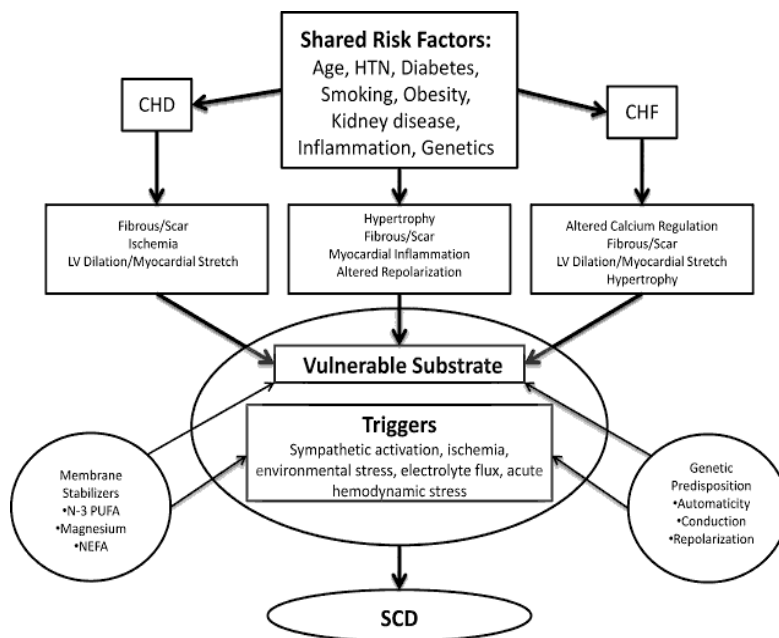 Shared Risk Factors:
Age, HTN, Diabetes,
Smoking, Obesity,
Kidney disease,
Inflammation, Genetics
CHD
CHF
Fibrous/Scar
Ischemia
LV Dilation/Myocardial Stretch
Hypertrophy
Fibrous/Scar
Myocardial Inflammation
Altered Repolarization
Altered Calcium Regulation
Fibrous/Scar
LV Dilation/Myocardial Stretch
Hypertrophy
Vulnerable Substrate
Triggers
Sympathetic activation, ischemia,
environmental stress, electrolyte flux, acute
hemodynamic stress
Membrane
Stabilizers
•N-3 PUFA
•Magnesium
•NEFA
Genetic
Predisposition
•Automaticity
•Conduction
•Repolarization
SCD